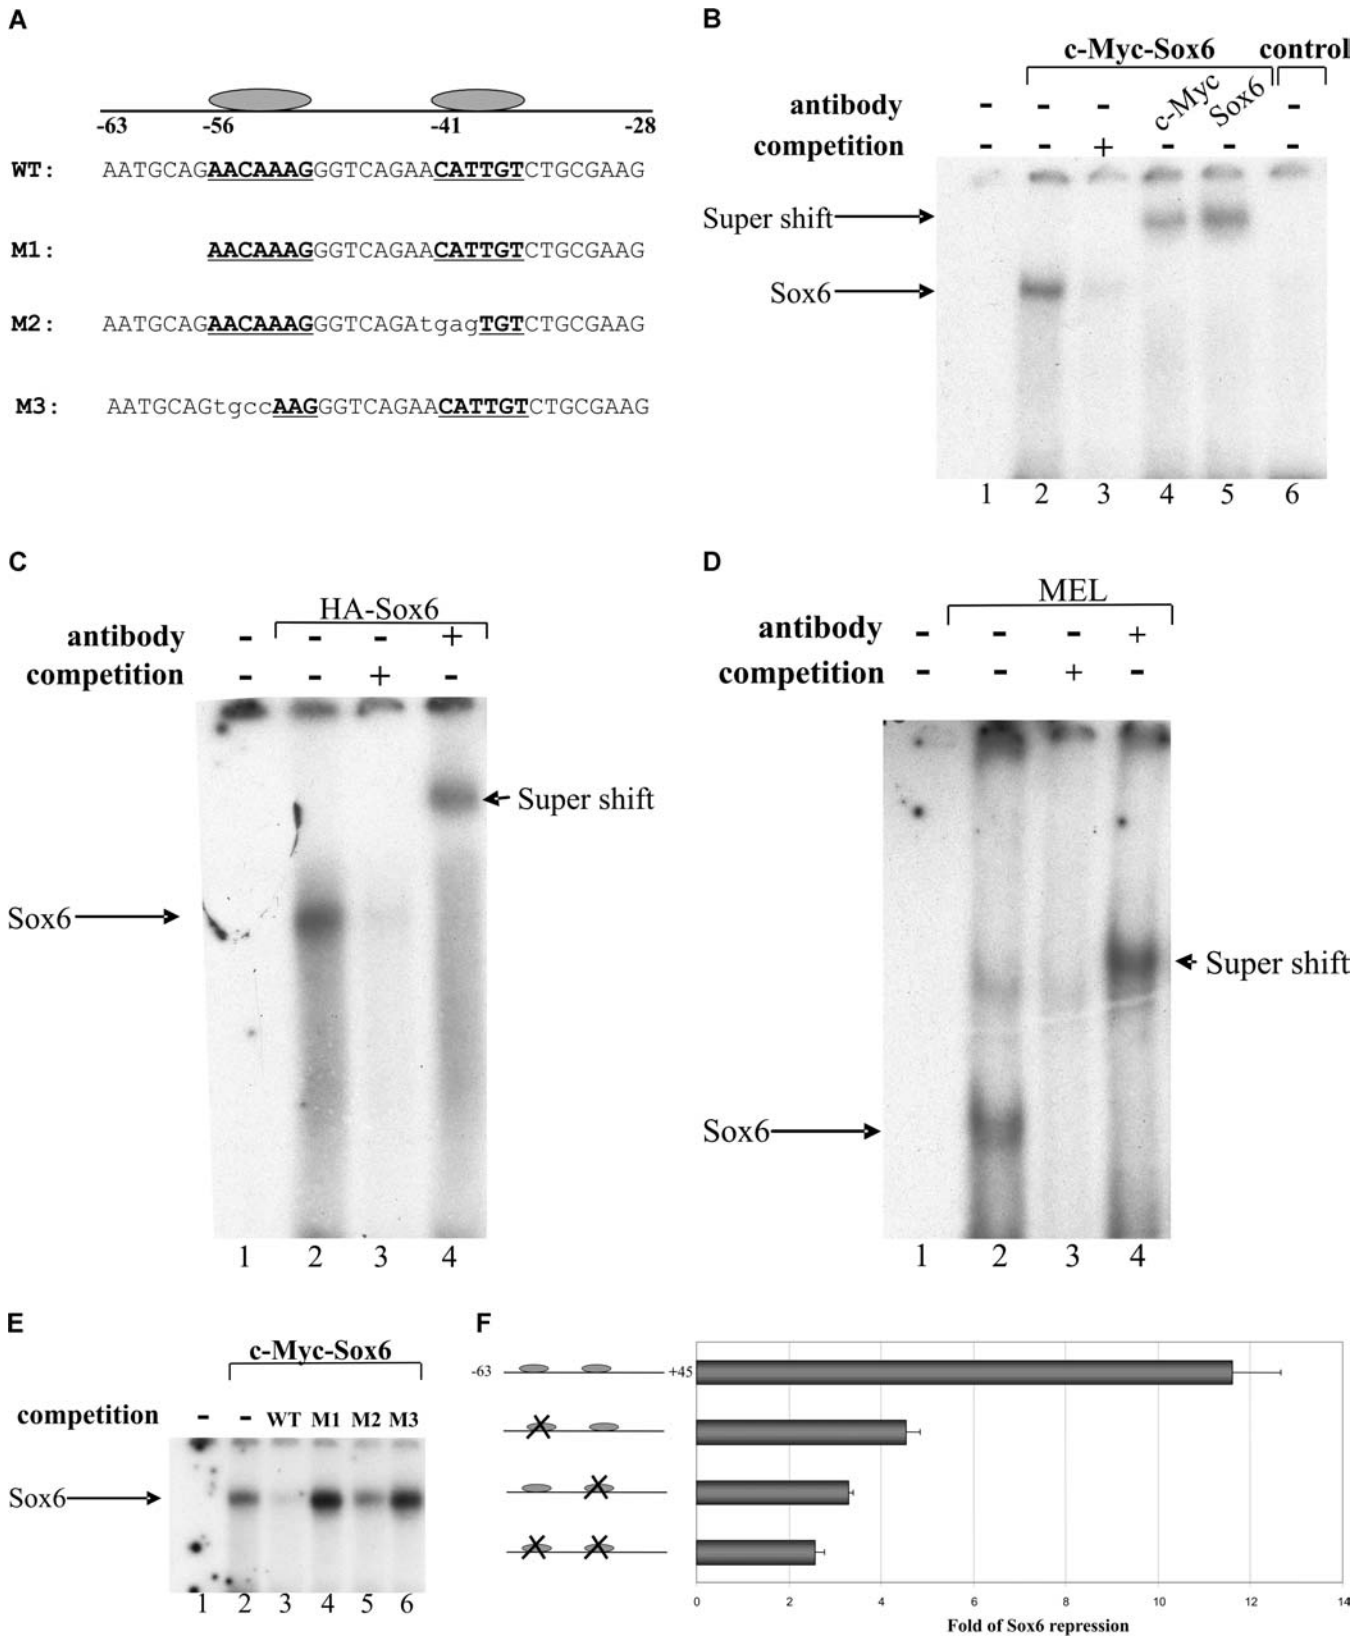 A
-63 -56 -41 -28
WT: AATGCAGAACAAAGGGTCAGAACATTGTCTGCGAAG
M1: AACAAAGGGTCAGAACATTGTCTGCGAAG
M2: AATGCAGAACAAAGGGTCAGAtgagTGTCTGCGAAG
M3: AATGCAGtgccAAGGGTCAGAACATTGTCTGCGAAG
B
c-Myc-Sox6 control
antibody - - - c-Myc Sox6 -
competition - - + - - -
Super shift
Sox6
1 2 3 4 5 6
C
HA-Sox6
antibody - - - +
competition - - + -
Super shift
Sox6
1 2 3 4
D
MEL
antibody - - - +
competition - - + -
Super shift
Sox6
1 2 3 4
E
c-Myc-Sox6
competition - - WT M1 M2 M3
Sox6
1 2 3 4 5 6
F
-63 +45
0 2 4 6 8 10 12 14
Fold of Sox6 repression